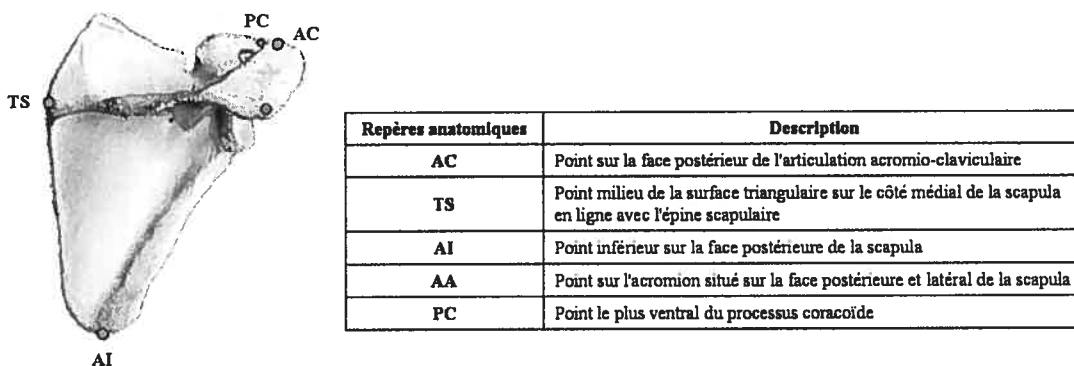 PC
AC
TS
AI
Repères anatomiques Description
AC Point sur la face postérieur de l'articulation acromio-claviculaire
TS Point milieu de la surface triangulaire sur le côté médial de la scapula
en ligne avec l'épine scapulaire
AI Point inférieur sur la face postérieure de la scapula
AA Point sur l'acromion situé sur la face postérieure et latéral de la scapula
PC Point le plus ventral du processus coracoïde